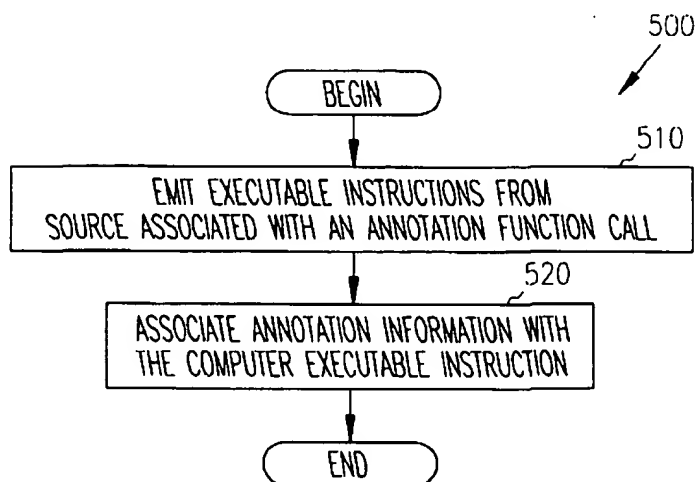 500
BEGIN
510
EMIT EXECUTABLE INSTRUCTIONS FROM
SOURCE ASSOCIATED WITH AN ANNOTATION FUNCTION CALL
520
ASSOCIATE ANNOTATION INFORMATION WITH
THE COMPUTER EXECUTABLE INSTRUCTION
END